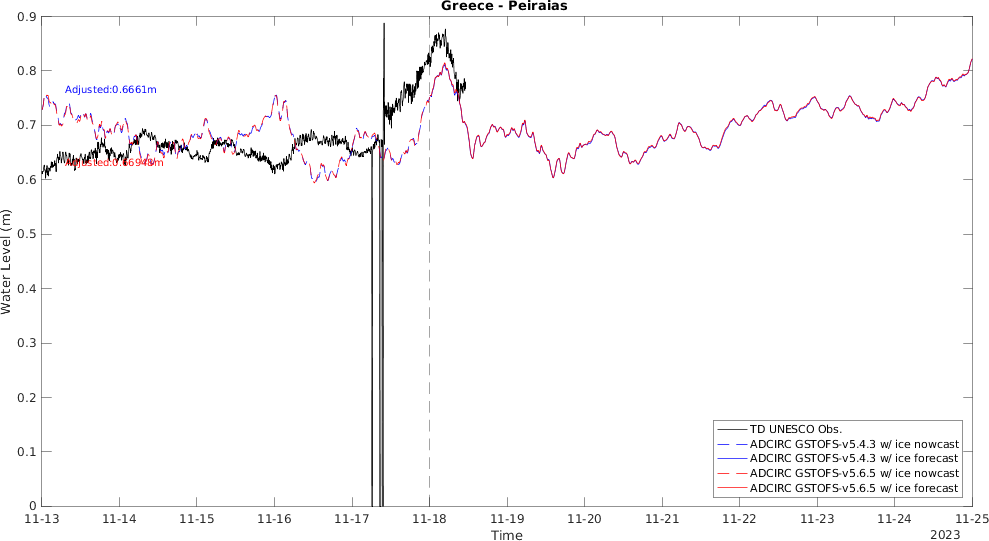 Greece - Peiraias
0.9
0.8
0.7
0.6
0.5
0.4
0.3
0.2
0.1
0
Water Level (m)
Adjusted:0.6661m
Adjusted:0.66948m
TD UNESCO Obs.
ADCIRC GSTOFS-v5.4.3 w/ ice nowcast
ADCIRC GSTOFS-v5.4.3 w/ ice forecast
ADCIRC GSTOFS-v5.6.5 w/ ice nowcast
ADCIRC GSTOFS-v5.6.5 w/ ice forecast
11-13 11-14 11-15 11-16 11-17 11-18 11-19 11-20 11-21 11-22 11-23 11-24 11-25
Time
2023